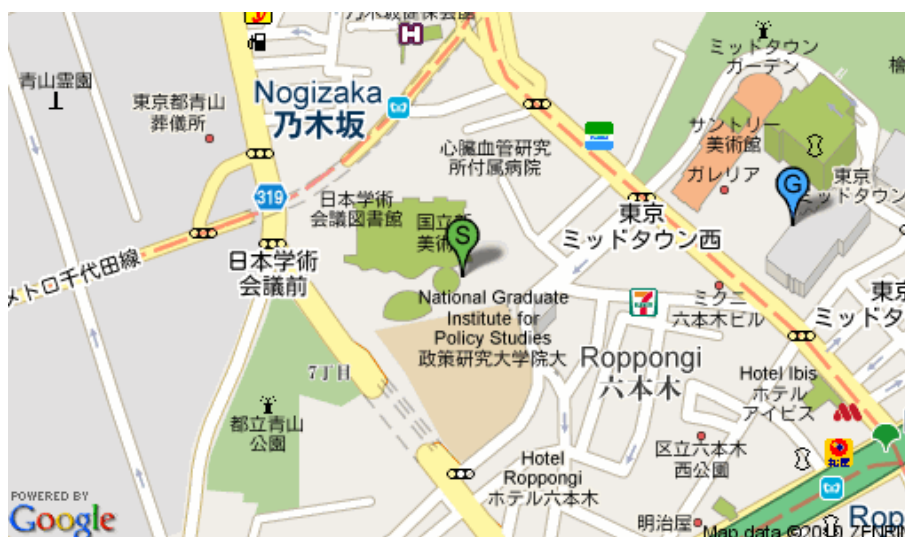 乃木坂健保会館
H
ミッドタウン
ガーデン
檜
青山霊園
東京都青山
葬儀所
Nogizaka
乃木坂
心臓血管研究
所付属病院
サントリー
美術館
ガレリア
東京
ミッドタウン
G
319
日本学術
会議図書館
国立新
美術
S
東京
ミッドタウン西
メトロ千代田線
日本学術
会議前
National Graduate
Institute for
Policy Studies
政策研究大学院大
7
ミクニ
六本木ビル
東京
ミッドタ
Roppongi
六本木
7丁目
Hotel Ibis
ホテル
アイビス
都立青山
公園
区立六本木
西公園
Hotel
Roppongi
ホテル六本木
明治屋
Rop
POWERED BY
Google
Map data ©2010 ZENRIN